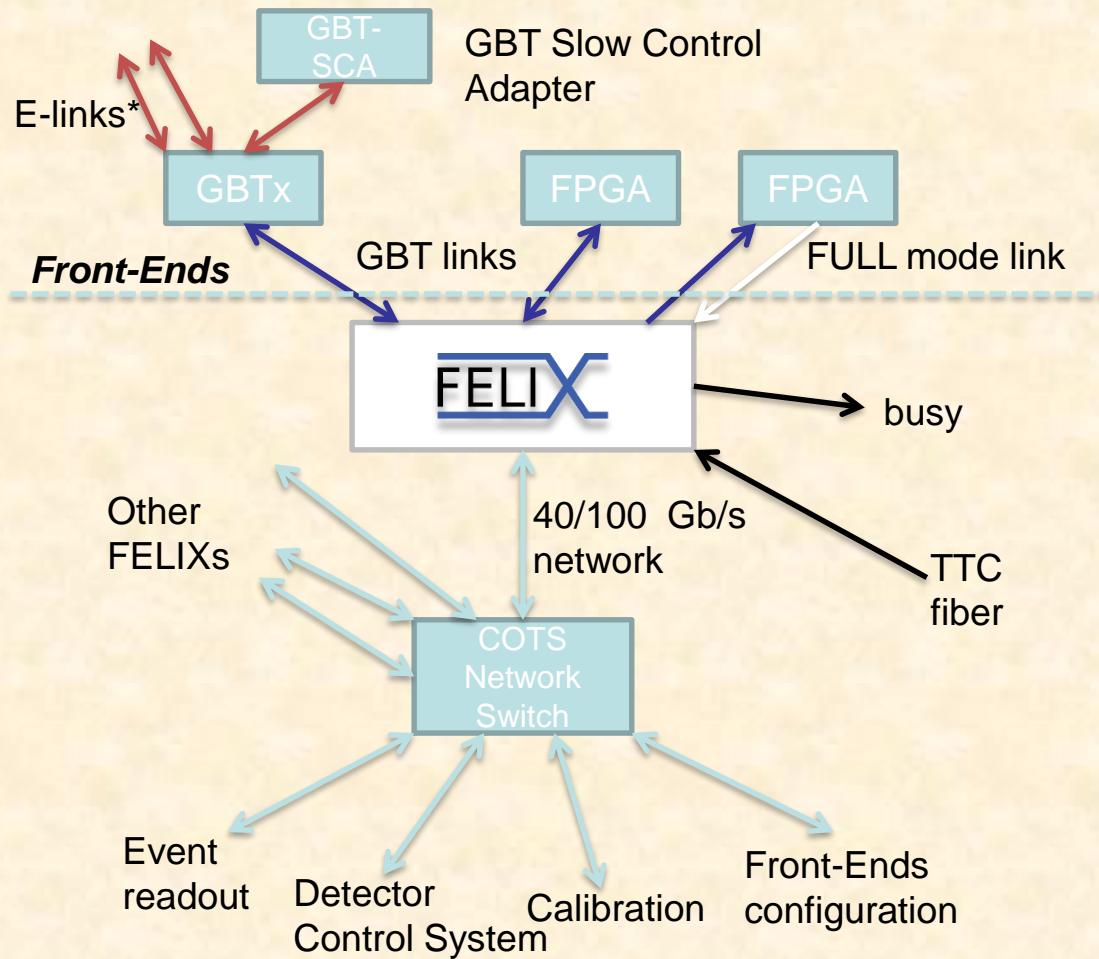 GBT-
SCA
GBT Slow Control
Adapter
E-links*
GBTx
FPGA
FPGA
GBT links
FULL mode link
Front-Ends
FELIX
busy
Other
FELIXs
40/100 Gb/s
network
TTC
fiber
COTS
Network
Switch
Event
readout
Detector
Control System
Calibration
Front-Ends
configuration